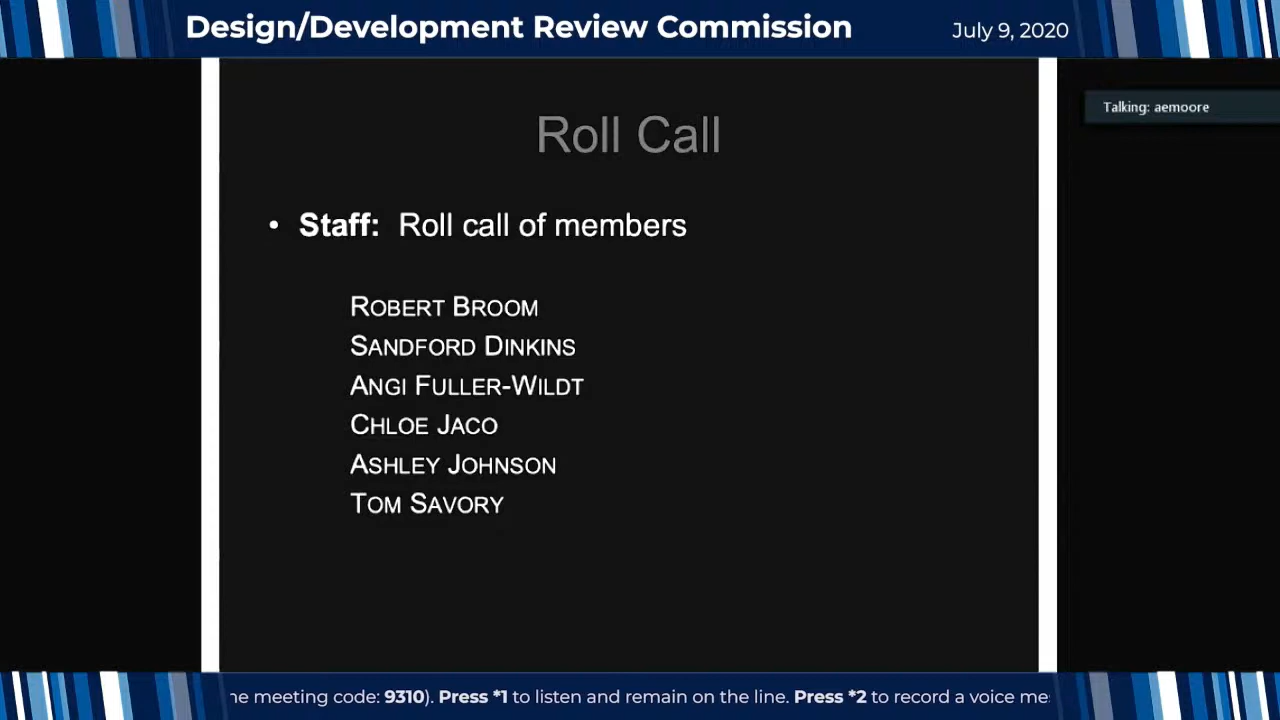 Design/Development Review Commission
July 9, 2020
Talking: aemoore
Roll Call
• Staff: Roll call of members
ROBERT BROOM
SANDFORD DINKINS
ANGI FULLER-WILDT
CHLOE JACO
ASHLEY JOHNSON
TOM SAVORY
meeting code: 9310). Press *1 to listen and remain on the line. Press *2 to record a voice